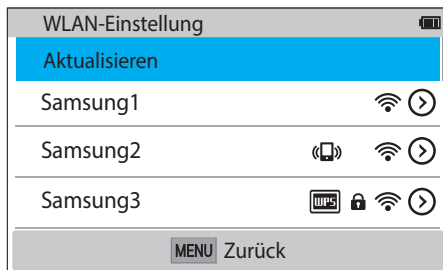 WLAN-Einstellung
Aktualisieren
Samsung1
Samsung2
Samsung3 WPS
MENU Zurück